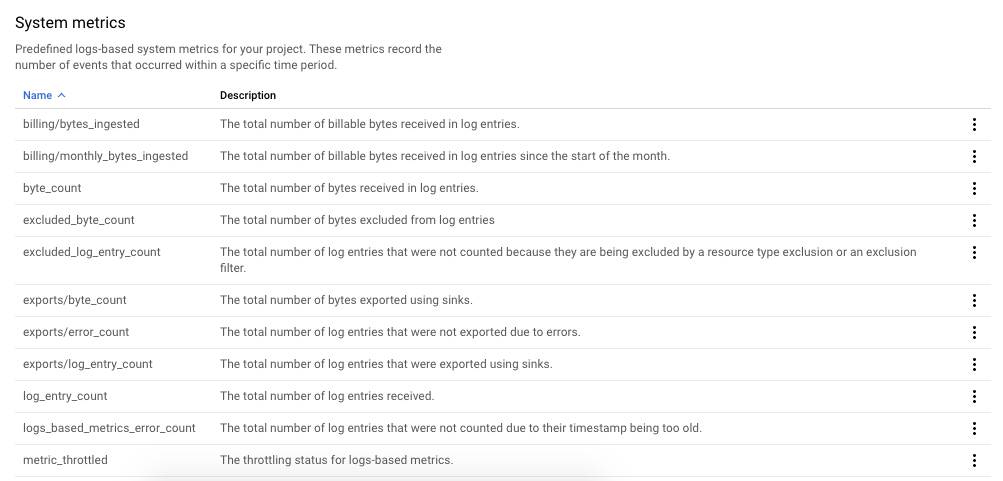 System metrics
Predefined logs-based system metrics for your project. These metrics record the
number of events that occurred within a specific time period.
Name Description
billing/bytes_ingested The total number of billable bytes received in log entries.
billing/monthly_bytes_ingested The total number of billable bytes received in log entries since the start of the month.
byte_count The total number of bytes received in log entries.
excluded_byte_count The total number of bytes excluded from log entries
excluded_log_entry_count The total number of log entries that were not counted because they are being excluded by a resource type exclusion or an exclusion
filter.
exports/byte_count The total number of bytes exported using sinks.
exports/error_count The total number of log entries that were not exported due to errors.
exports/log_entry_count The total number of log entries that were exported using sinks.
log_entry_count The total number of log entries received.
logs_based_metrics_error_count The total number of log entries that were not counted due to their timestamp being too old.
metric_throttled The throttling status for logs-based metrics.